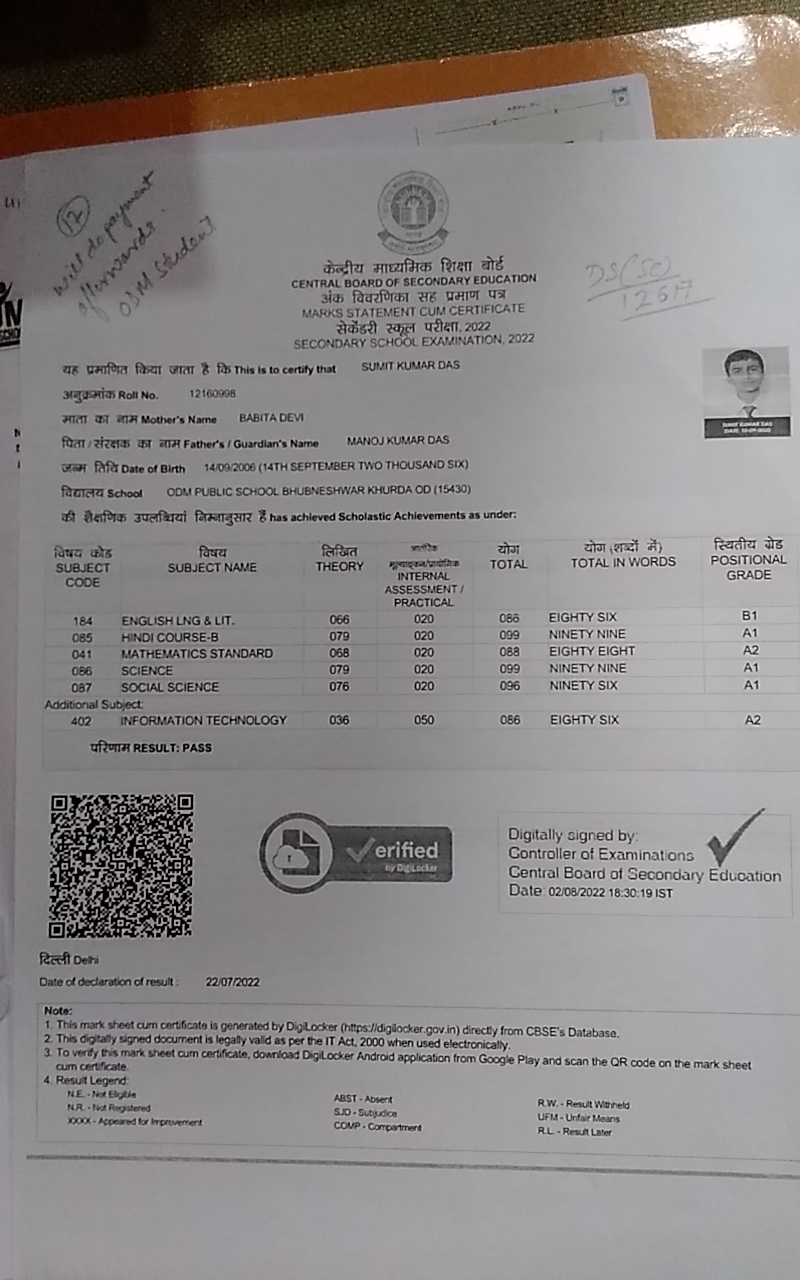 12
will do payment
afterwards.
ODM Student
DS(SC)
केन्द्रीय माध्यमिक शिक्षा बोर्ड
CENTRAL BOARD OF SECONDARY EDUCATION
अंक विवरणिका सह प्रमाण पत्र
MARKS STATEMENT CUM CERTIFICATE
सेकेंडरी स्कूल परीक्षा, 2022
SECONDARY SCHOOL EXAMINATION, 2022
यह प्रमाणित किया जाता है कि This is to certify that SUMIT KUMAR DAS
अनुक्रमांक Roll No. 12160998
माता का नाम Mother's Name BABITA DEVI
पिता / संरक्षक का नाम Father's / Guardian's Name MANOJ KUMAR DAS
जन्म तिथि Date of Birth 14/09/2006 (14TH SEPTEMBER TWO THOUSAND SIX)
विद्यालय School ODM PUBLIC SCHOOL BHUBNESHWAR KHURDA OD (15430)
की शैक्षणिक उपलब्धियां निम्नानुसार हैं has achieved Scholastic Achievements as under:
SUMIT KUMAR DAS
विषय कोड विषय लिखित आंतरिक योग योग (शब्दों में) स्थितीय ग्रेड
मूल्याङ्कन/प्रायोगिक
SUBJECT CODE SUBJECT NAME THEORY INTERNAL ASSESSMENT / PRACTICAL TOTAL TOTAL IN WORDS POSITIONAL GRADE
184 ENGLISH LNG & LIT. 066 020 086 EIGHTY SIX B1
085 HINDI COURSE-B 079 020 099 NINETY NINE A1
041 MATHEMATICS STANDARD 068 020 088 EIGHTY EIGHT A2
086 SCIENCE 079 020 099 NINETY NINE A1
087 SOCIAL SCIENCE 076 020 096 NINETY SIX A1
Additional Subject:
402 INFORMATION TECHNOLOGY 036 050 086 EIGHTY SIX A2
परिणाम RESULT: PASS
Verified
by DigiLocker
Digitally signed by:
Controller of Examinations
Central Board of Secondary Education
Date: 02/08/2022 18:30:19 IST
दिल्ली Delhi
Date of declaration of result : 22/07/2022
Note:
1. This mark sheet cum certificate is generated by DigiLocker (https://digilocker.gov.in) directly from CBSE's Database.
2. This digitally signed document is legally valid as per the IT Act, 2000 when used electronically.
3. To verify this mark sheet cum certificate, download DigiLocker Android application from Google Play and scan the QR code on the mark sheet
cum certificate.
4. Result Legend:
N.E. - Not Eligible ABST - Absent R.W. - Result Withheld
N.R. - Not Registered SJD - Subjudice UFM - Unfair Means
XXXX - Appeared for Improvement COMP - Compartment R.L. - Result Later